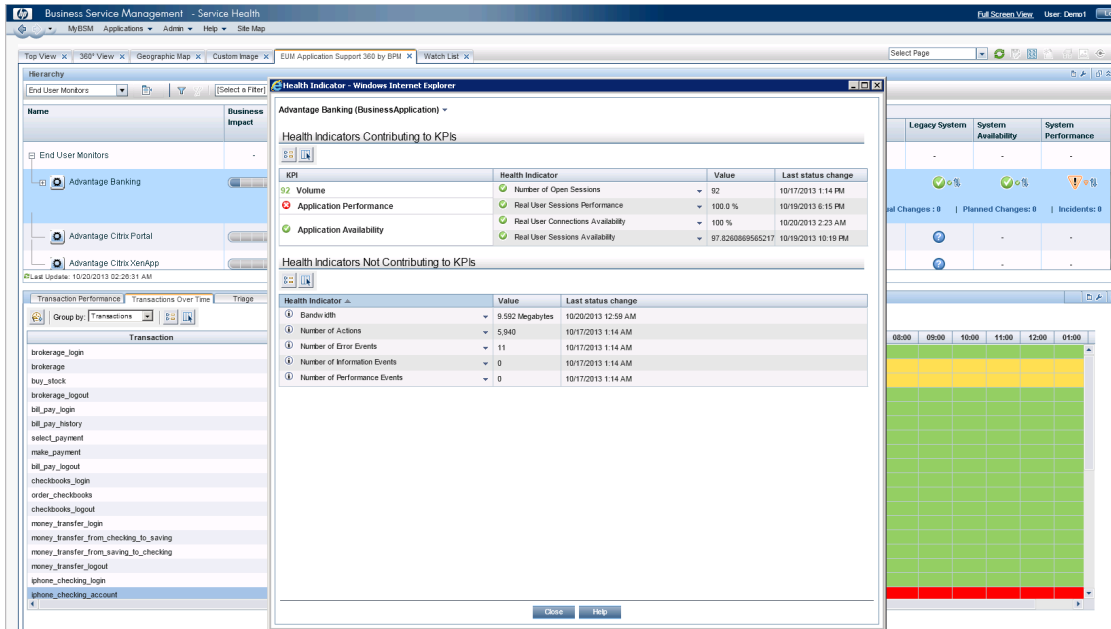 Business Service Management - Service Health
Full Screen View User: Demo1
MyBSM Applications Admin Help Site Map
Top View x 360° View x Geographic Map x Custom Image x EUM Application Support 360 by BPM x Watch List x
Select Page
Hierarchy
End User Monitors [Select a Filter]
Name Business Impact
Legacy System System Availability System Performance
End User Monitors - - - -
Advantage Banking
Changes : 0 | Planned Changes: 0 | Incidents: 0
Advantage Citrix Portal - -
Advantage Citrix XenApp - -
Last Update: 10/20/2013 02:26:31 AM
Health Indicator - Windows Internet Explorer
Advantage Banking (BusinessApplication)
Health Indicators Contributing to KPIs
KPI Health Indicator Value Last status change
92 Volume Number of Open Sessions 92 10/17/2013 1:14 PM
Application Performance Real User Sessions Performance 100.0 % 10/19/2013 6:15 PM
Application Availability Real User Connections Availability 100 % 10/20/2013 2:23 AM
Real User Sessions Availability 97.8260869565217 10/19/2013 10:19 PM
Health Indicators Not Contributing to KPIs
Health Indicator Value Last status change
Bandwidth 9.592 Megabytes 10/20/2013 12:59 AM
Number of Actions 5,940 10/17/2013 1:14 AM
Number of Error Events 11 10/17/2013 1:14 AM
Number of Information Events 0 10/17/2013 1:14 AM
Number of Performance Events 0 10/17/2013 1:14 AM
Close Help
Transaction Performance Transactions Over Time Triage
Group by: Transactions
Transaction 08:00 09:00 10:00 11:00 12:00 01:00
brokerage_login
brokerage
buy_stock
brokerage_logout
bill_pay_login
bill_pay_history
select_payment
make_payment
bill_pay_logout
checkbooks_login
order_checkbooks
checkbooks_logout
money_transfer_login
money_transfer_from_checking_to_saving
money_transfer_from_saving_to_checking
money_transfer_logout
iphone_checking_login
iphone_checking_account